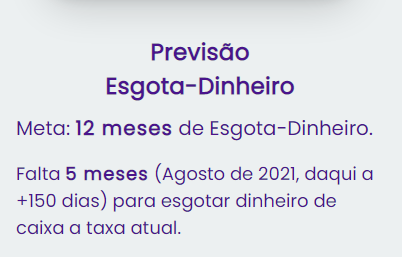 Previsão
Esgota-Dinheiro
Meta: 12 meses de Esgota-Dinheiro.
Falta 5 meses (Agosto de 2021, daqui a
+150 dias) para esgotar dinheiro de
caixa a taxa atual.